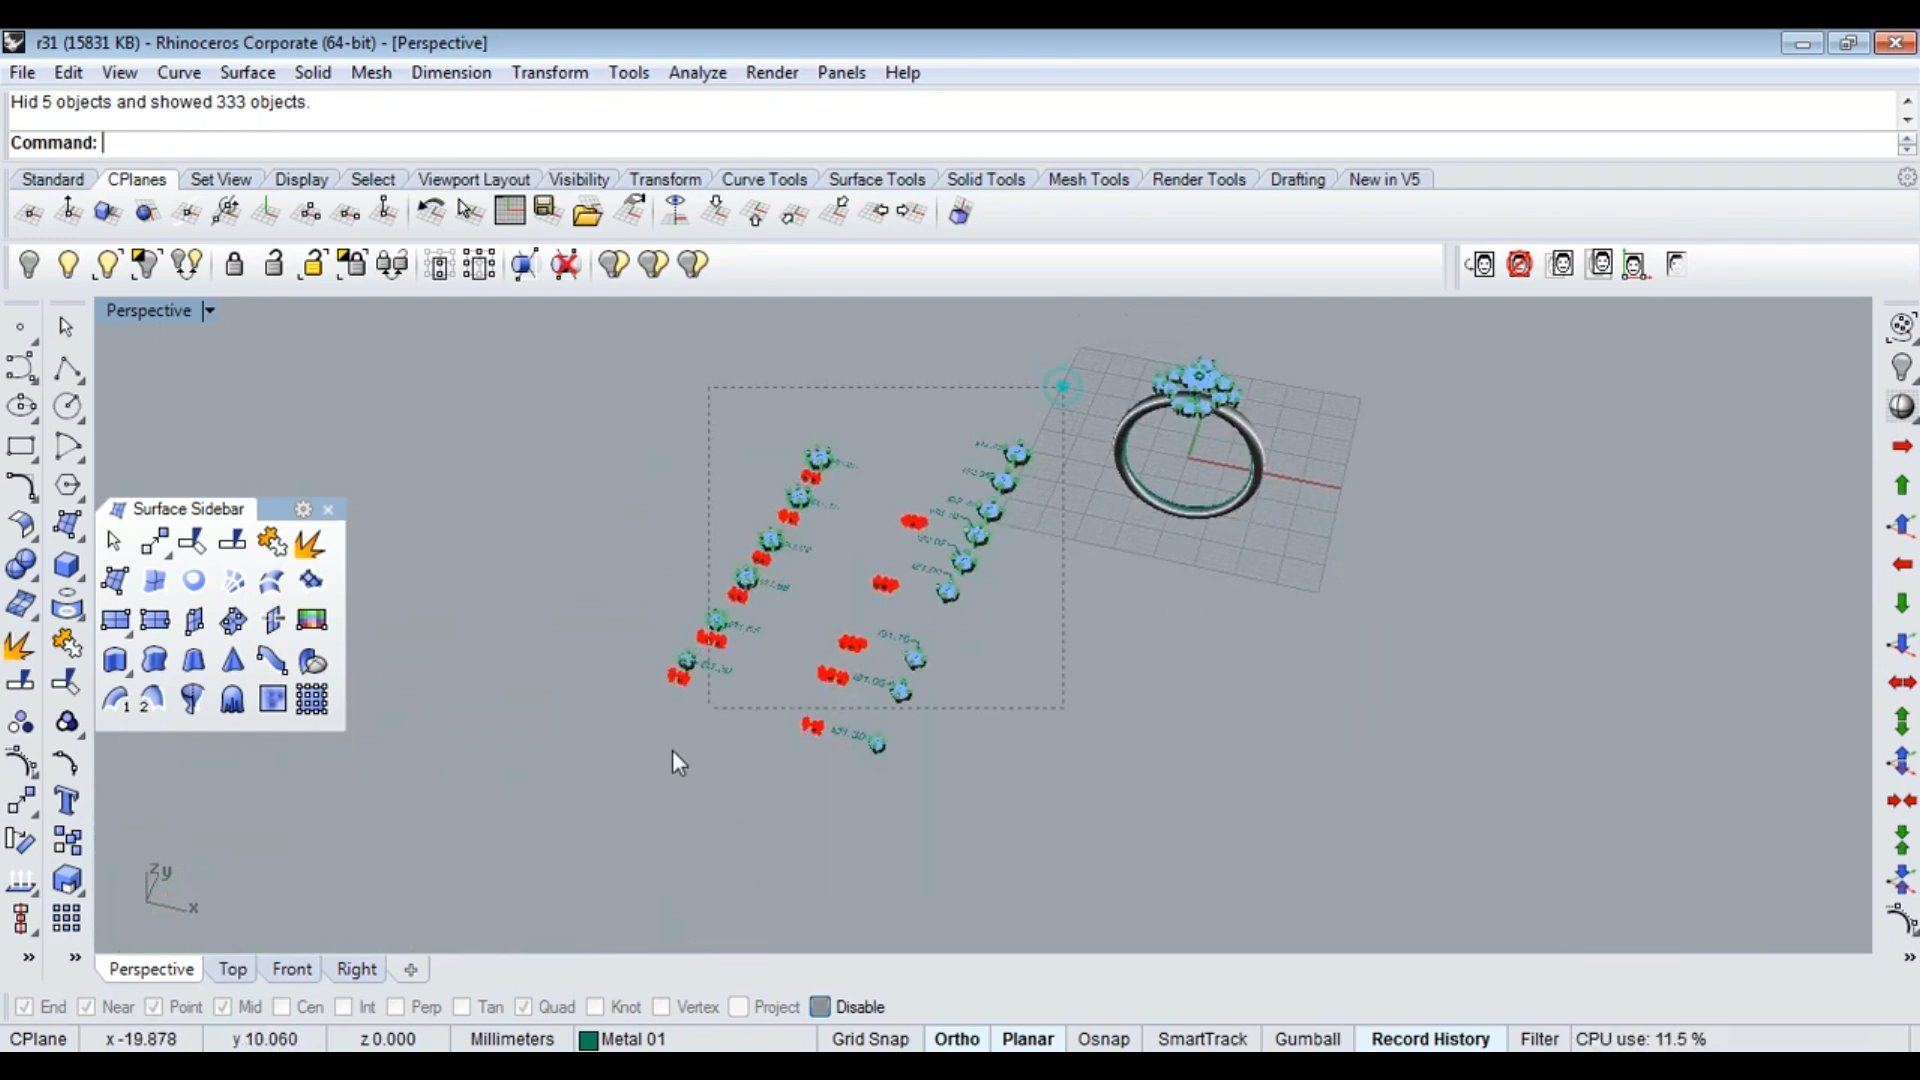 r31 (15831 KB) - Rhinoceros Corporate (64-bit) - [Perspective]
File Edit View Curve Surface Solid Mesh Dimension Transform Tools Analyze Render Panels Help
Hid 5 objects and showed 333 objects.
Command:
Standard CPlanes Set View Display Select Viewport Layout Visibility Transform Curve Tools Surface Tools Solid Tools Mesh Tools Render Tools Drafting New in V5
Perspective
Surface Sidebar
1 2
z y
x
Perspective Top Front Right
End Near Point Mid Cen Int Perp Tan Quad Knot Vertex Project Disable
CPlane x -19.878 y 10.060 z 0.000 Millimeters Metal 01 Grid Snap Ortho Planar Osnap SmartTrack Gumball Record History Filter CPU use: 11.5 %